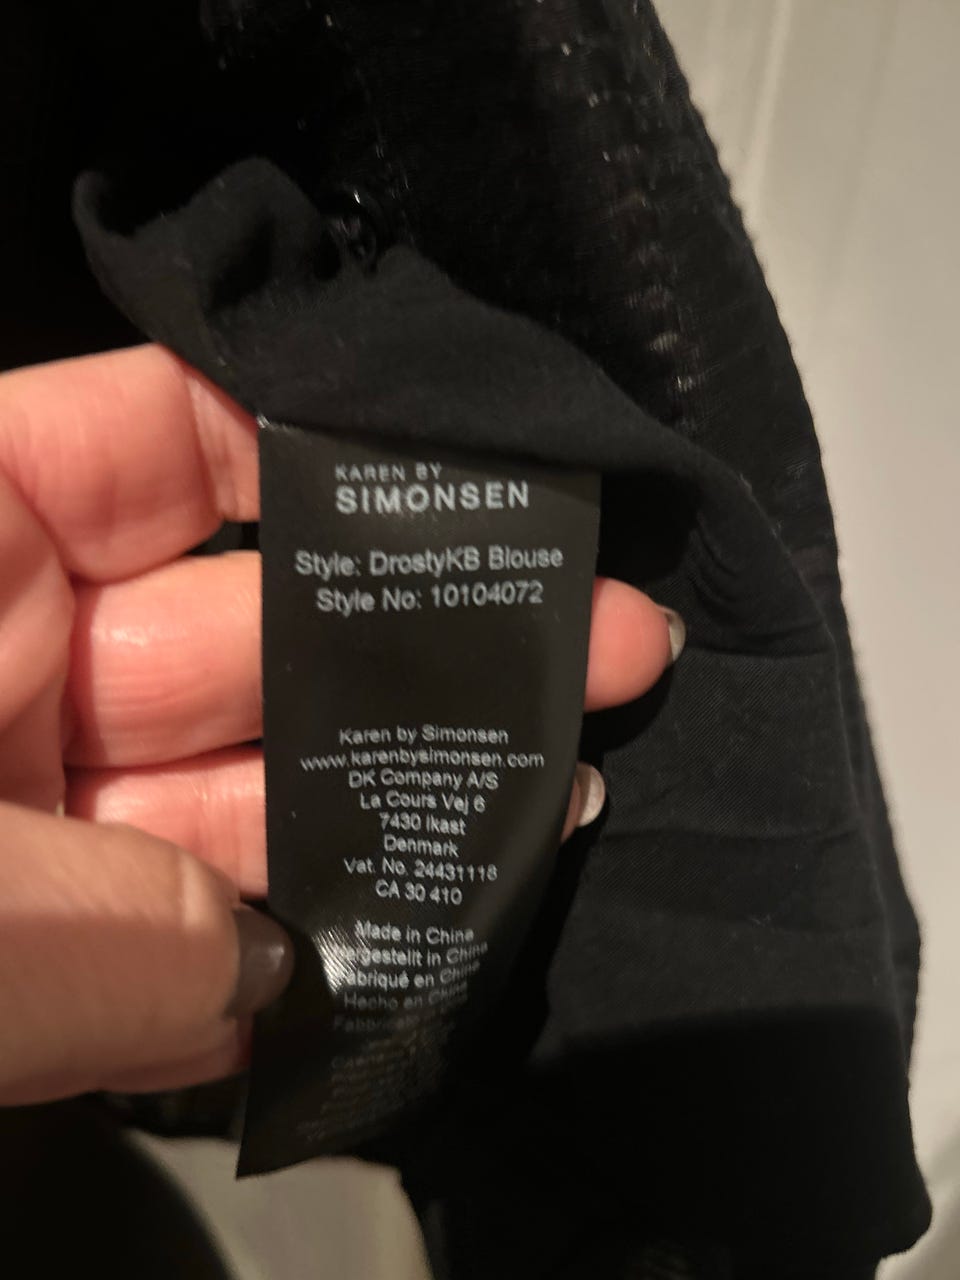 KAREN BY
SIMONSEN
Style: DrostyKB Blouse
Style No: 10104072
Karen by Simonsen
www.karenbysimonsen.com
DK Company A/S
La Cours Vej 6
7430 Ikast
Denmark
Vat. No. 24431118
CA 30 410
Made in China
Hergestellt in China
Fabriqué en China
Hecho en China